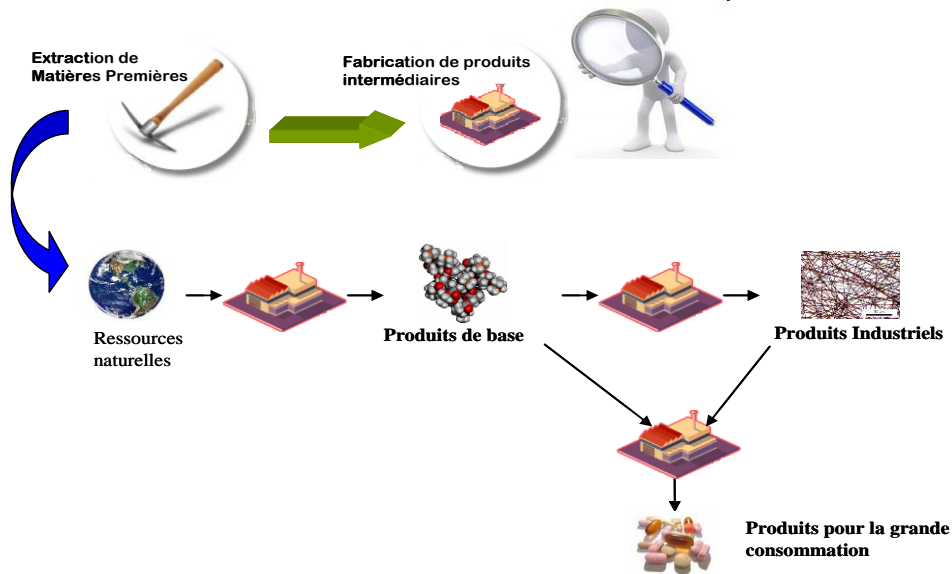 Extraction de
Matières Premières
Fabrication de produits
intermédiaires
Ressources
naturelles
Produits de base
Produits Industriels
Produits pour la grande
consommation